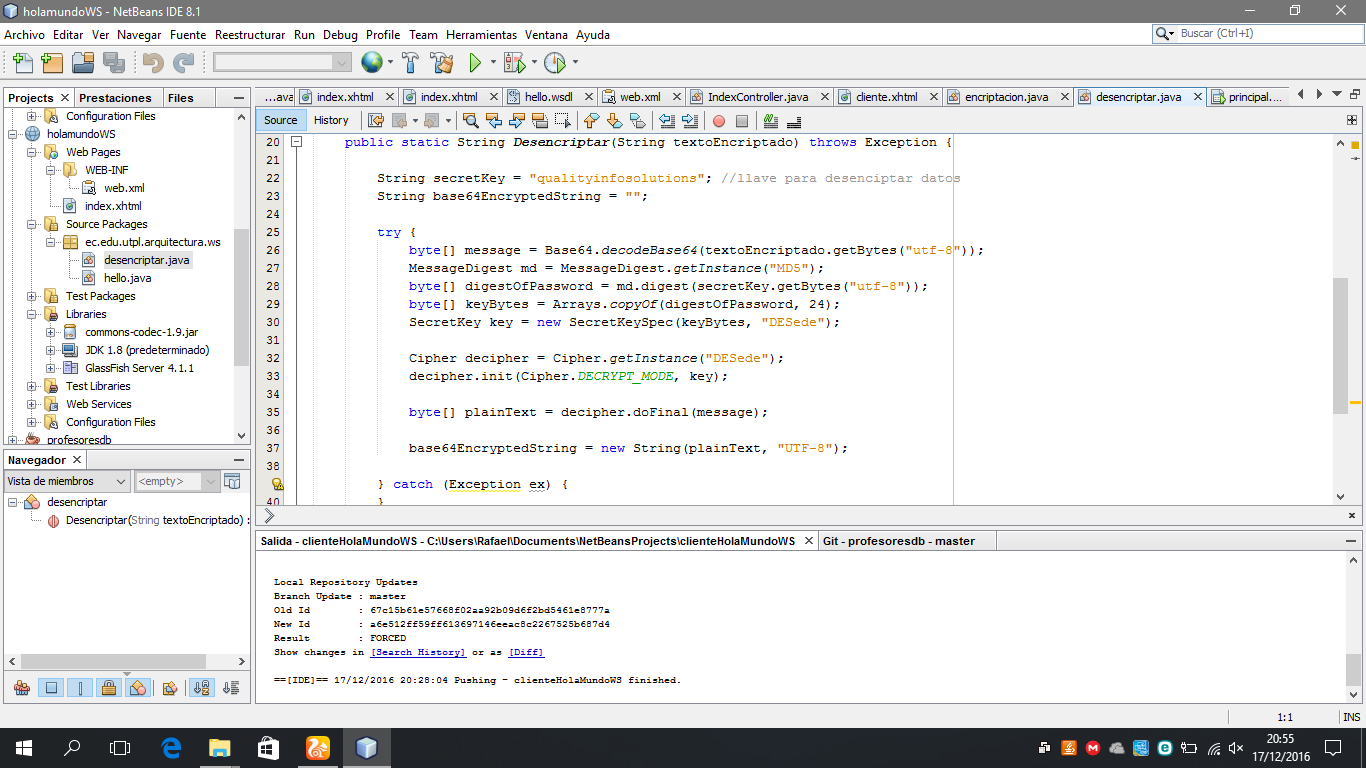 holamundoWS - NetBeans IDE 8.1
Archivo Editar Ver Navegar Fuente Reestructurar Run Debug Profile Team Herramientas Ventana Ayuda
Buscar (Ctrl+I)
Projects Prestaciones Files
...ava index.xhtml index.xhtml hello.wsdl web.xml IndexController.java cliente.xhtml encriptacion.java desencriptar.java principal....
Source History
Configuration Files
holamundoWS
Web Pages
WEB-INF
web.xml
index.xhtml
Source Packages
ec.edu.utpl.arquitectura.ws
desencriptar.java
hello.java
Test Packages
Libraries
commons-codec-1.9.jar
JDK 1.8 (predeterminado)
GlassFish Server 4.1.1
Test Libraries
Web Services
Configuration Files
profesoresdb
20 public static String Desencriptar(String textoEncriptado) throws Exception {
21
22 String secretKey = "qualityinfosolutions"; //llave para desenciptar datos
23 String base64EncryptedString = "";
24
25 try {
26 byte[] message = Base64.decodeBase64(textoEncriptado.getBytes("utf-8"));
27 MessageDigest md = MessageDigest.getInstance("MD5");
28 byte[] digestOfPassword = md.digest(secretKey.getBytes("utf-8"));
29 byte[] keyBytes = Arrays.copyOf(digestOfPassword, 24);
30 SecretKey key = new SecretKeySpec(keyBytes, "DESede");
31
32 Cipher decipher = Cipher.getInstance("DESede");
33 decipher.init(Cipher.DECRYPT_MODE, key);
34
35 byte[] plainText = decipher.doFinal(message);
36
37 base64EncryptedString = new String(plainText, "UTF-8");
38
} catch (Exception ex) {
40 }
Navegador
Vista de miembros <empty>
desencriptar
Desencriptar(String textoEncriptado) :
Salida - clienteHolaMundoWS - C:\Users\Rafael\Documents\NetBeansProjects\clienteHolaMundoWS Git - profesoresdb - master
Local Repository Updates
Branch Update : master
Old Id : 67c15b61e57668f02aa92b09d6f2bd5461e8777a
New Id : a6e512ff59ff613697146eeac8c2267525b687d4
Result : FORCED
Show changes in [Search History] or as [Diff]
==[IDE]== 17/12/2016 20:28:04 Pushing - clienteHolaMundoWS finished.
1:1 INS
20:55
17/12/2016